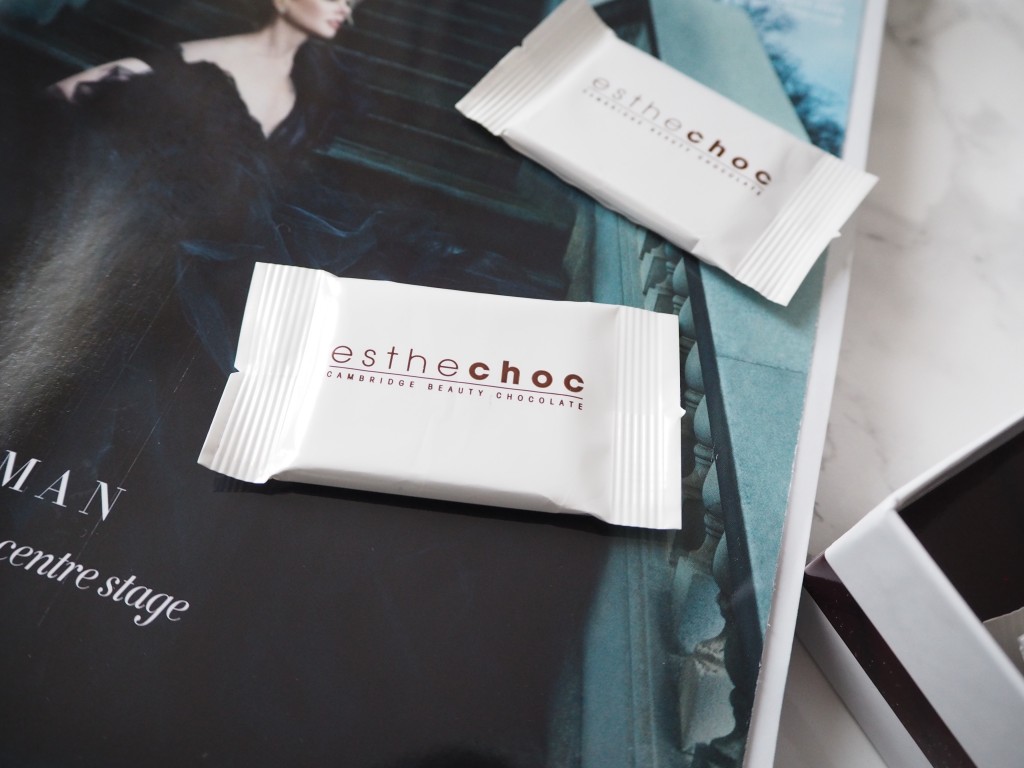 esthechoc
CAMBRIDGE BEAUTY CHOCOLATE
esthechoc
CAMBRIDGE BEAUTY CHOCOLATE
MAN
centre stage